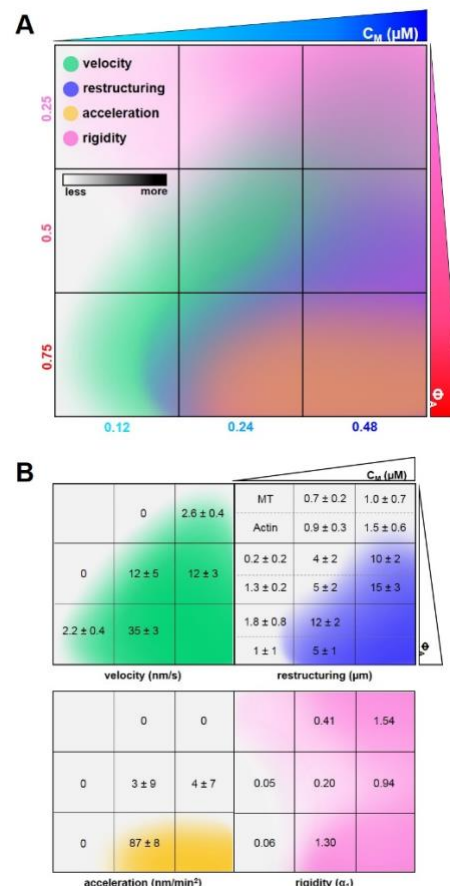 A
C_M (µM)
velocity
restructuring
acceleration
rigidity
less more
0.25
0.5
0.75
Φ_A
0.12 0.24 0.48
B
C_M (µM)
0 2.6 ± 0.4 MT 0.7 ± 0.2 1.0 ± 0.7
Actin 0.9 ± 0.3 1.5 ± 0.6
0 12 ± 5 12 ± 3 0.2 ± 0.2 4 ± 2 10 ± 2
1.3 ± 0.2 5 ± 2 15 ± 3
2.2 ± 0.4 35 ± 3 1.8 ± 0.8 12 ± 2
1 ± 1 5 ± 1
Φ_A
velocity (nm/s) restructuring (µm)
0 0 0.41 1.54
0 3 ± 9 4 ± 7 0.05 0.20 0.94
0 87 ± 8 0.06 1.30
acceleration (nm/min²)